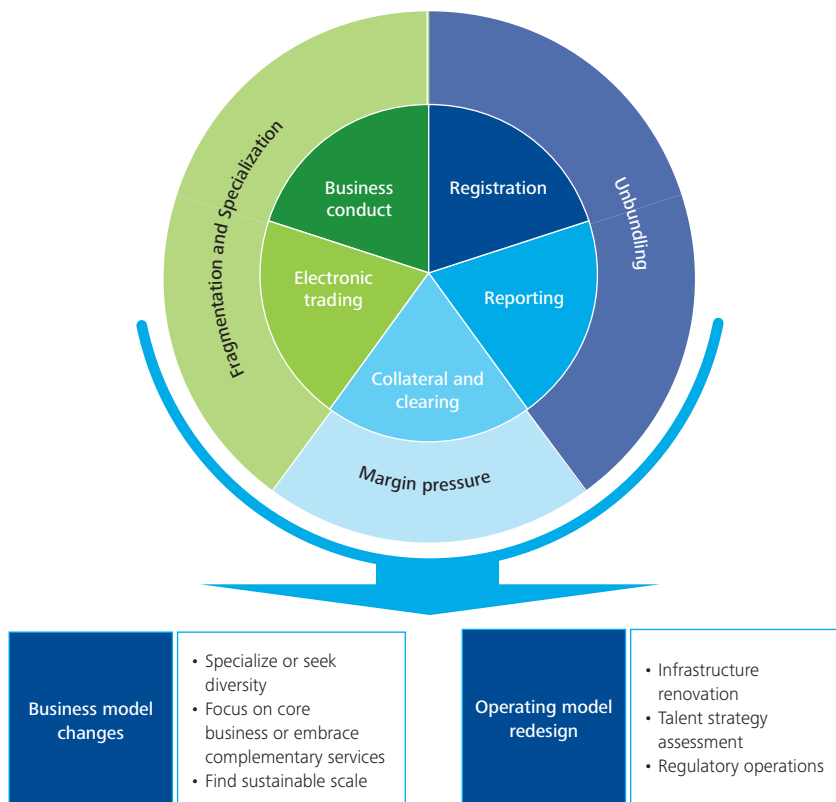 Fragmentation and Specialization
Unbundling
Margin pressure
Business
conduct
Registration
Electronic
trading
Reporting
Collateral and
clearing
Business model
changes
• Specialize or seek
diversity
• Focus on core
business or embrace
complementary services
• Find sustainable scale
Operating model
redesign
• Infrastructure
renovation
• Talent strategy
assessment
• Regulatory operations